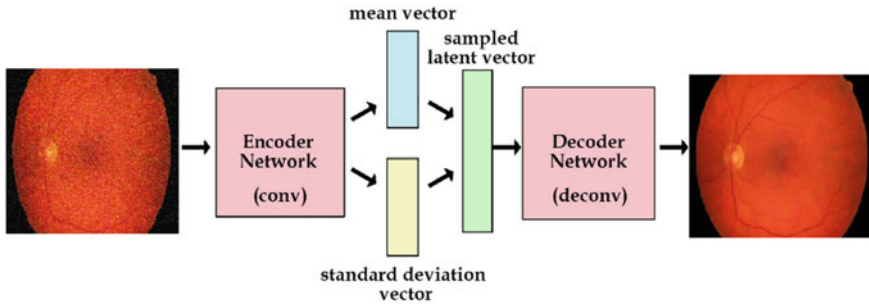 mean vector
sampled
latent vector
Encoder
Network
(conv)
Decoder
Network
(deconv)
standard deviation
vector